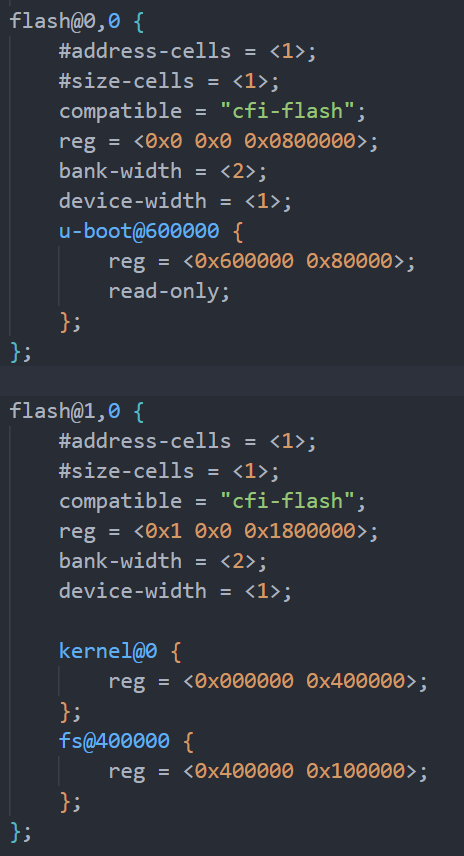 flash@0,0 {
#address-cells = <1>;
#size-cells = <1>;
compatible = "cfi-flash";
reg = <0x0 0x0 0x0800000>;
bank-width = <2>;
device-width = <1>;
u-boot@600000 {
reg = <0x600000 0x80000>;
read-only;
};
};
flash@1,0 {
#address-cells = <1>;
#size-cells = <1>;
compatible = "cfi-flash";
reg = <0x1 0x0 0x1800000>;
bank-width = <2>;
device-width = <1>;
kernel@0 {
reg = <0x000000 0x400000>;
};
fs@400000 {
reg = <0x400000 0x100000>;
};
};